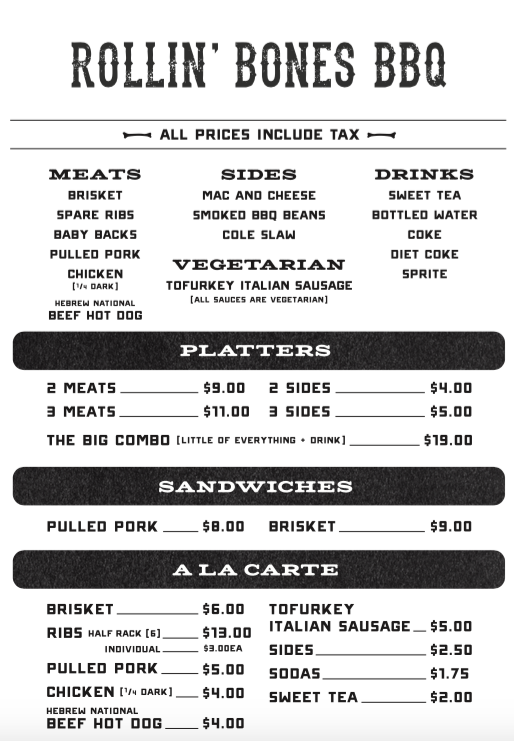 ROLLIN' BONES BBQ
ALL PRICES INCLUDE TAX
MEATS
BRISKET
SPARE RIBS
BABY BACKS
PULLED PORK
CHICKEN
[1/4 DARK]
HEBREW NATIONAL
BEEF HOT DOG
SIDES
MAC AND CHEESE
SMOKED BBQ BEANS
COLE SLAW
VEGETARIAN
TOFURKEY ITALIAN SAUSAGE
[ALL SAUCES ARE VEGETARIAN]
DRINKS
SWEET TEA
BOTTLED WATER
COKE
DIET COKE
SPRITE
PLATTERS
2 MEATS $9.00
3 MEATS $11.00
2 SIDES $4.00
3 SIDES $5.00
THE BIG COMBO [LITTLE OF EVERYTHING + DRINK] $19.00
SANDWICHES
PULLED PORK $8.00
BRISKET $9.00
A LA CARTE
BRISKET $6.00
RIBS HALF RACK [6] $13.00
INDIVIDUAL $3.00EA
PULLED PORK $5.00
CHICKEN [1/4 DARK] $4.00
HEBREW NATIONAL
BEEF HOT DOG $4.00
TOFURKEY
ITALIAN SAUSAGE $5.00
SIDES $2.50
SODAS $1.75
SWEET TEA $2.00